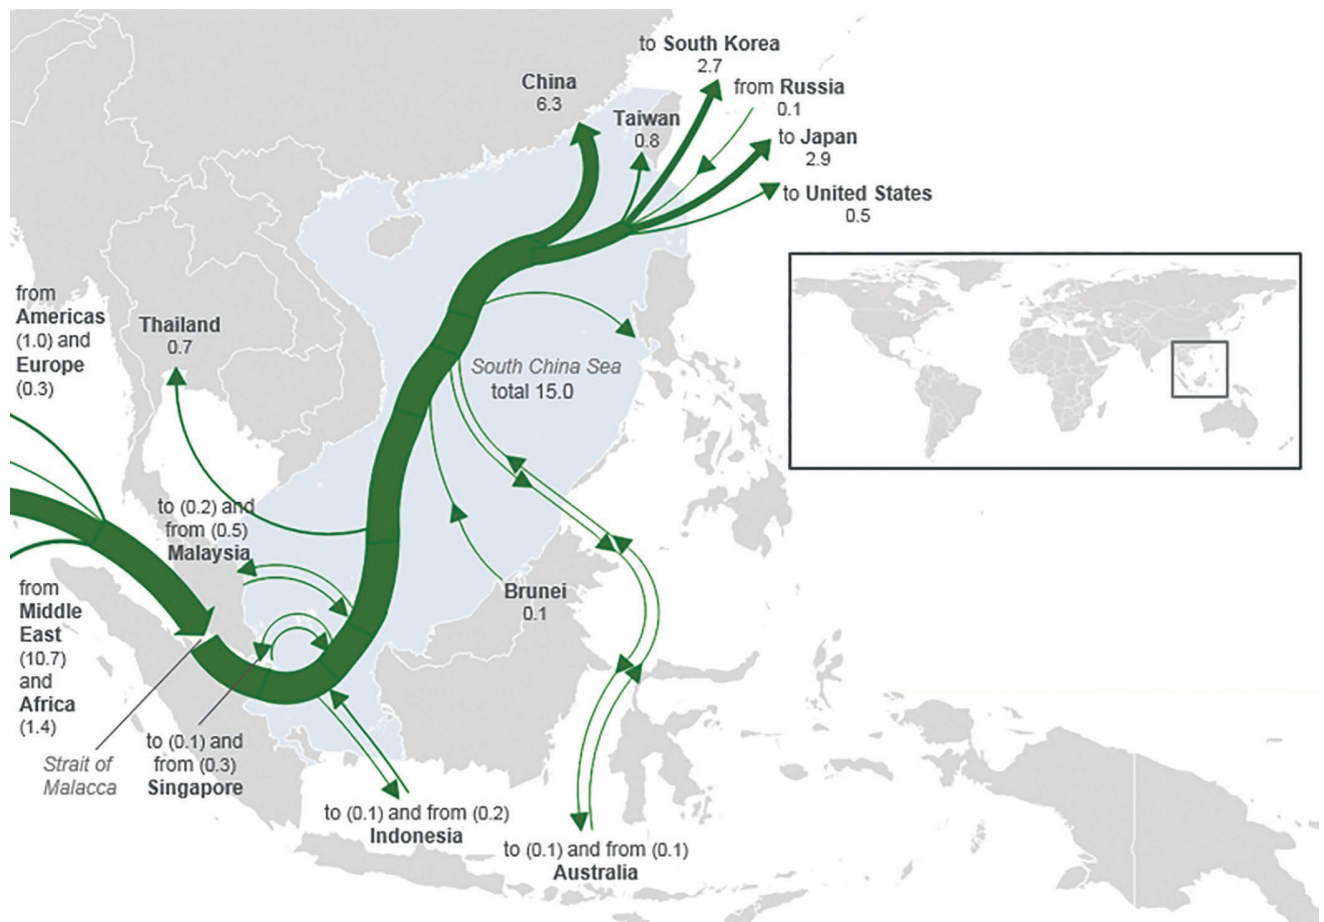 to South Korea
2.7
China
6.3
from Russia
0.1
Taiwan
0.8
to Japan
2.9
to United States
0.5
from
Americas
(1.0) and
Europe
(0.3)
Thailand
0.7
South China Sea
total 15.0
to (0.2) and
from (0.5)
Malaysia
from
Middle
East
(10.7)
and
Africa
(1.4)
Brunei
0.1
Strait of
Malacca
to (0.1) and
from (0.3)
Singapore
to (0.1) and from (0.2)
Indonesia
to (0.1) and from (0.1)
Australia